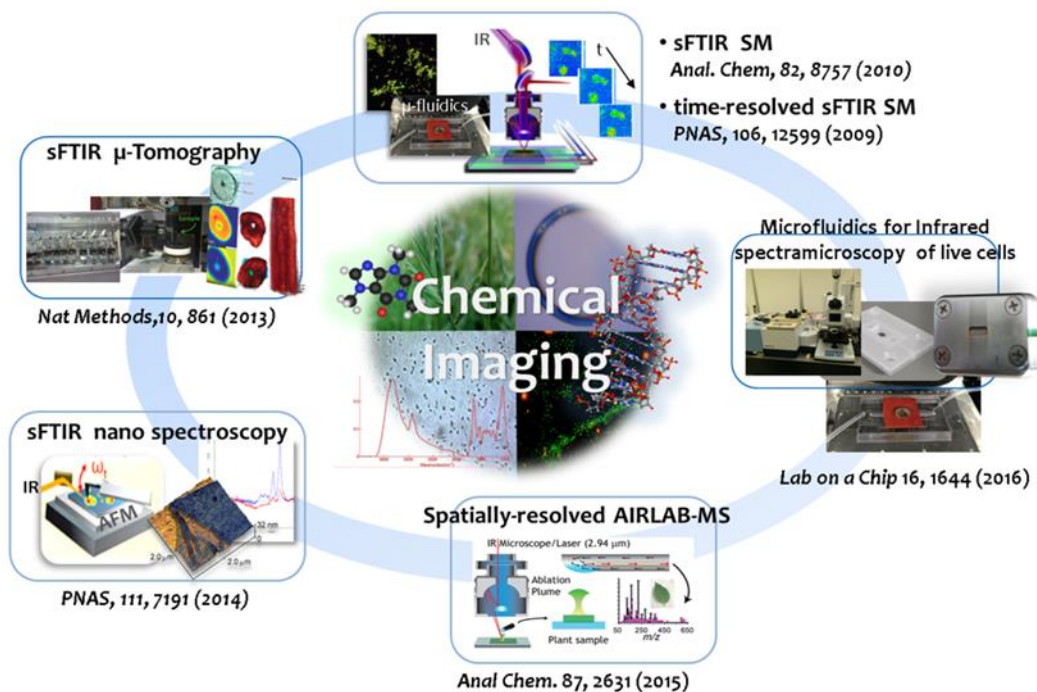 IR
t
μ-fluidics
• sFTIR SM
Anal. Chem, 82, 8757 (2010)
• time-resolved sFTIR SM
PNAS, 106, 12599 (2009)
sFTIR μ-Tomography
Nat Methods,10, 861 (2013)
Microfluidics for Infrared
spectramicroscopy of live cells
Lab on a Chip 16, 1644 (2016)
Chemical
Imaging
sFTIR nano spectroscopy
IR
AFM
32 nm
0
2.0 μm
2.0 μm
PNAS, 111, 7191 (2014)
Spatially-resolved AIRLAB-MS
IR Microscope/Laser (2.94 μm)
Ablation
Plume
Plant sample
50 250 450 650
m/z
Anal Chem. 87, 2631 (2015)